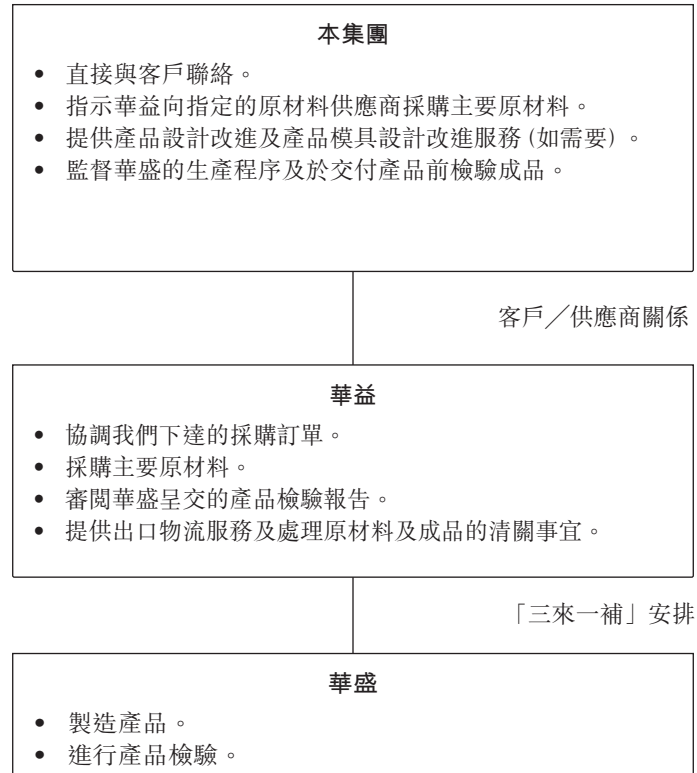 本集團
• 直接與客戶聯絡。
• 指示華益向指定的原材料供應商採購主要原材料。
• 提供產品設計改進及產品模具設計改進服務（如需要）。
• 監督華盛的生產程序及於交付產品前檢驗成品。
客戶╱供應商關係
華益
• 協調我們下達的採購訂單。
• 採購主要原材料。
• 審閱華盛呈交的產品檢驗報告。
• 提供出口物流服務及處理原材料及成品的清關事宜。
「三來一補」安排
華盛
• 製造產品。
• 進行產品檢驗。